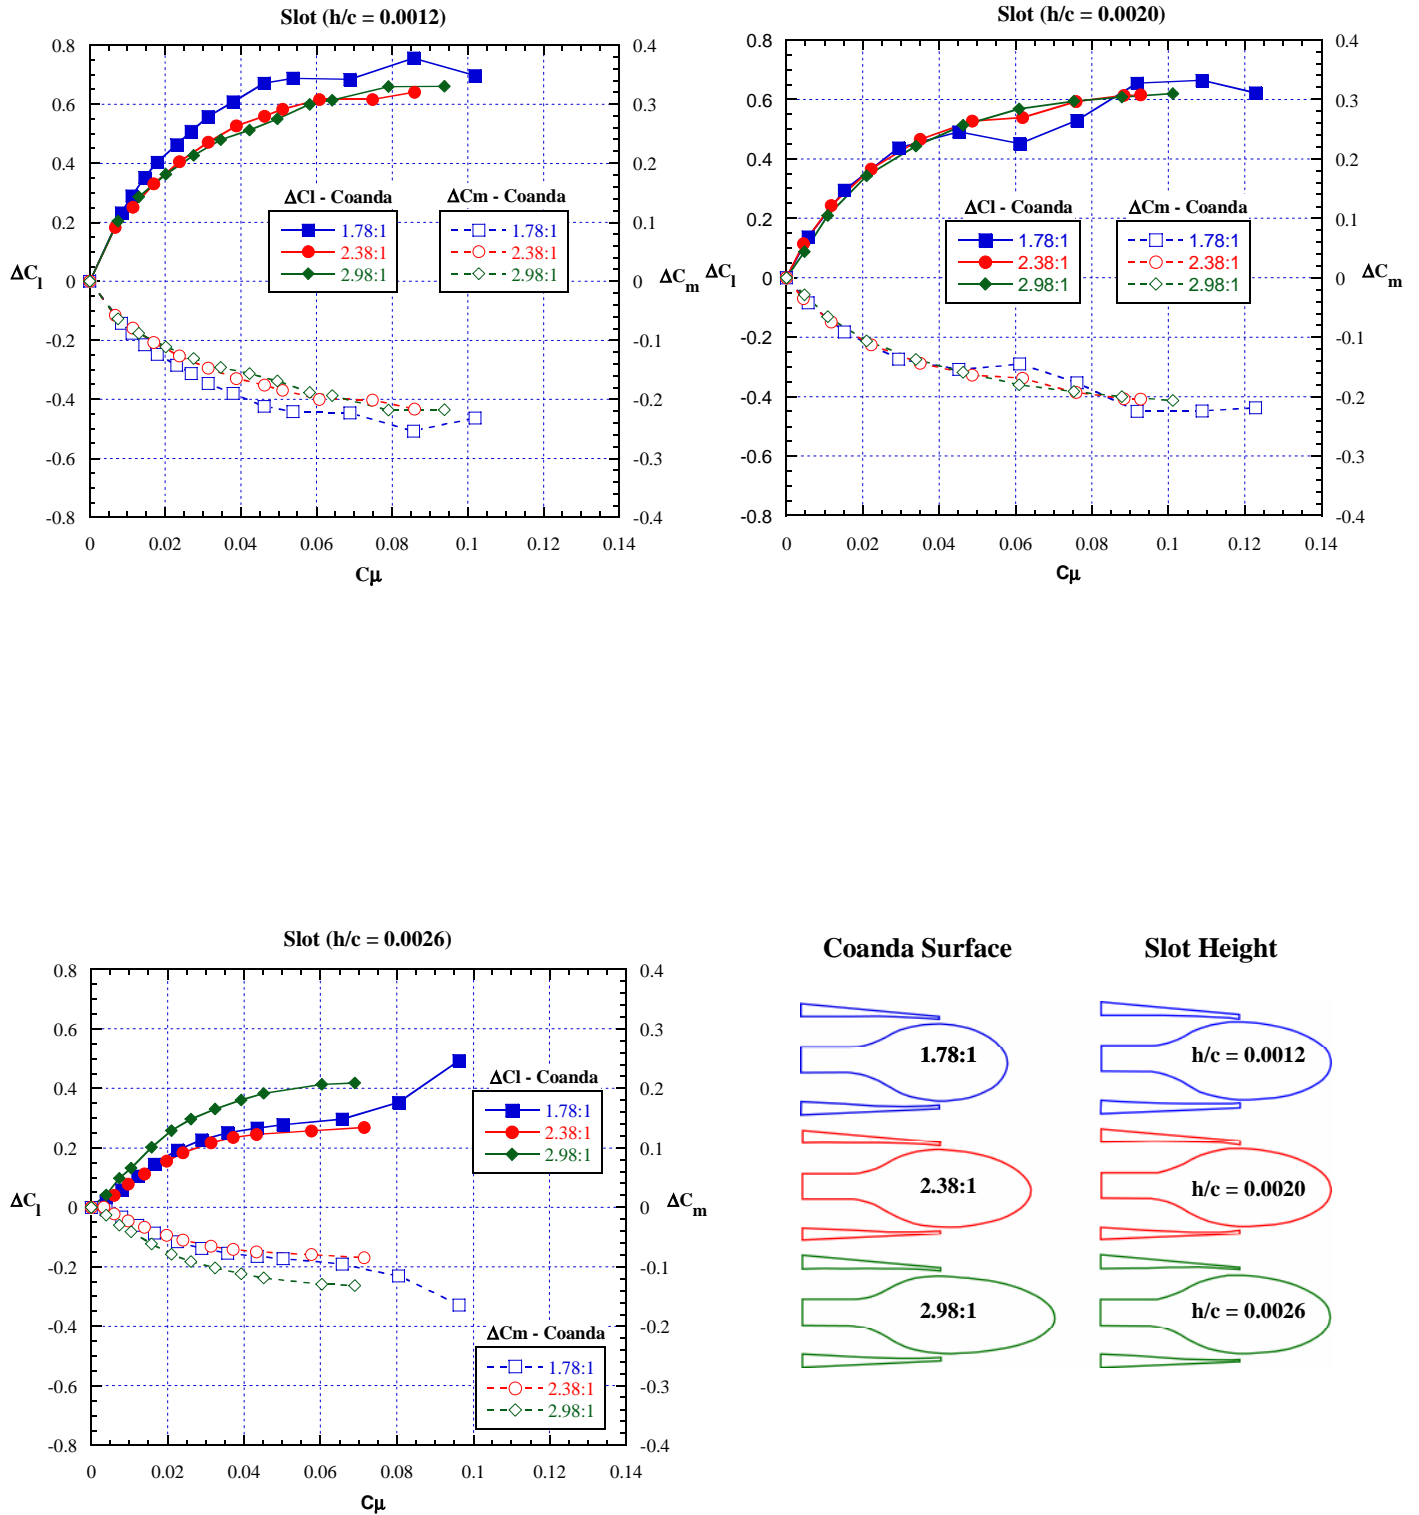 Slot (h/c = 0.0012)
0.8 0.4
0.6 0.3
0.4 0.2
ΔCl - Coanda ΔCm - Coanda
0.2 0.1
1.78:1 1.78:1
2.38:1 2.38:1
2.98:1 2.98:1
ΔCl 0 0 ΔCm
-0.2 -0.1
-0.4 -0.2
-0.6 -0.3
-0.8 -0.4
0 0.02 0.04 0.06 0.08 0.1 0.12 0.14
Cμ
Slot (h/c = 0.0020)
0.8 0.4
0.6 0.3
0.4 0.2
ΔCl - Coanda ΔCm - Coanda
0.2 0.1
1.78:1 1.78:1
2.38:1 2.38:1
2.98:1 2.98:1
ΔCl 0 0 ΔCm
-0.2 -0.1
-0.4 -0.2
-0.6 -0.3
-0.8 -0.4
0 0.02 0.04 0.06 0.08 0.1 0.12 0.14
Cμ
Slot (h/c = 0.0026)
0.8 0.4
0.6 0.3
ΔCl - Coanda
0.4 0.2
1.78:1
2.38:1
0.2 0.1
2.98:1
ΔCl 0 0 ΔCm
-0.2 -0.1
-0.4 -0.2
ΔCm - Coanda
1.78:1
-0.6 -0.3
2.38:1
2.98:1
-0.8 -0.4
0 0.02 0.04 0.06 0.08 0.1 0.12 0.14
Cμ
Coanda Surface Slot Height
1.78:1 h/c = 0.0012
2.38:1 h/c = 0.0020
2.98:1 h/c = 0.0026